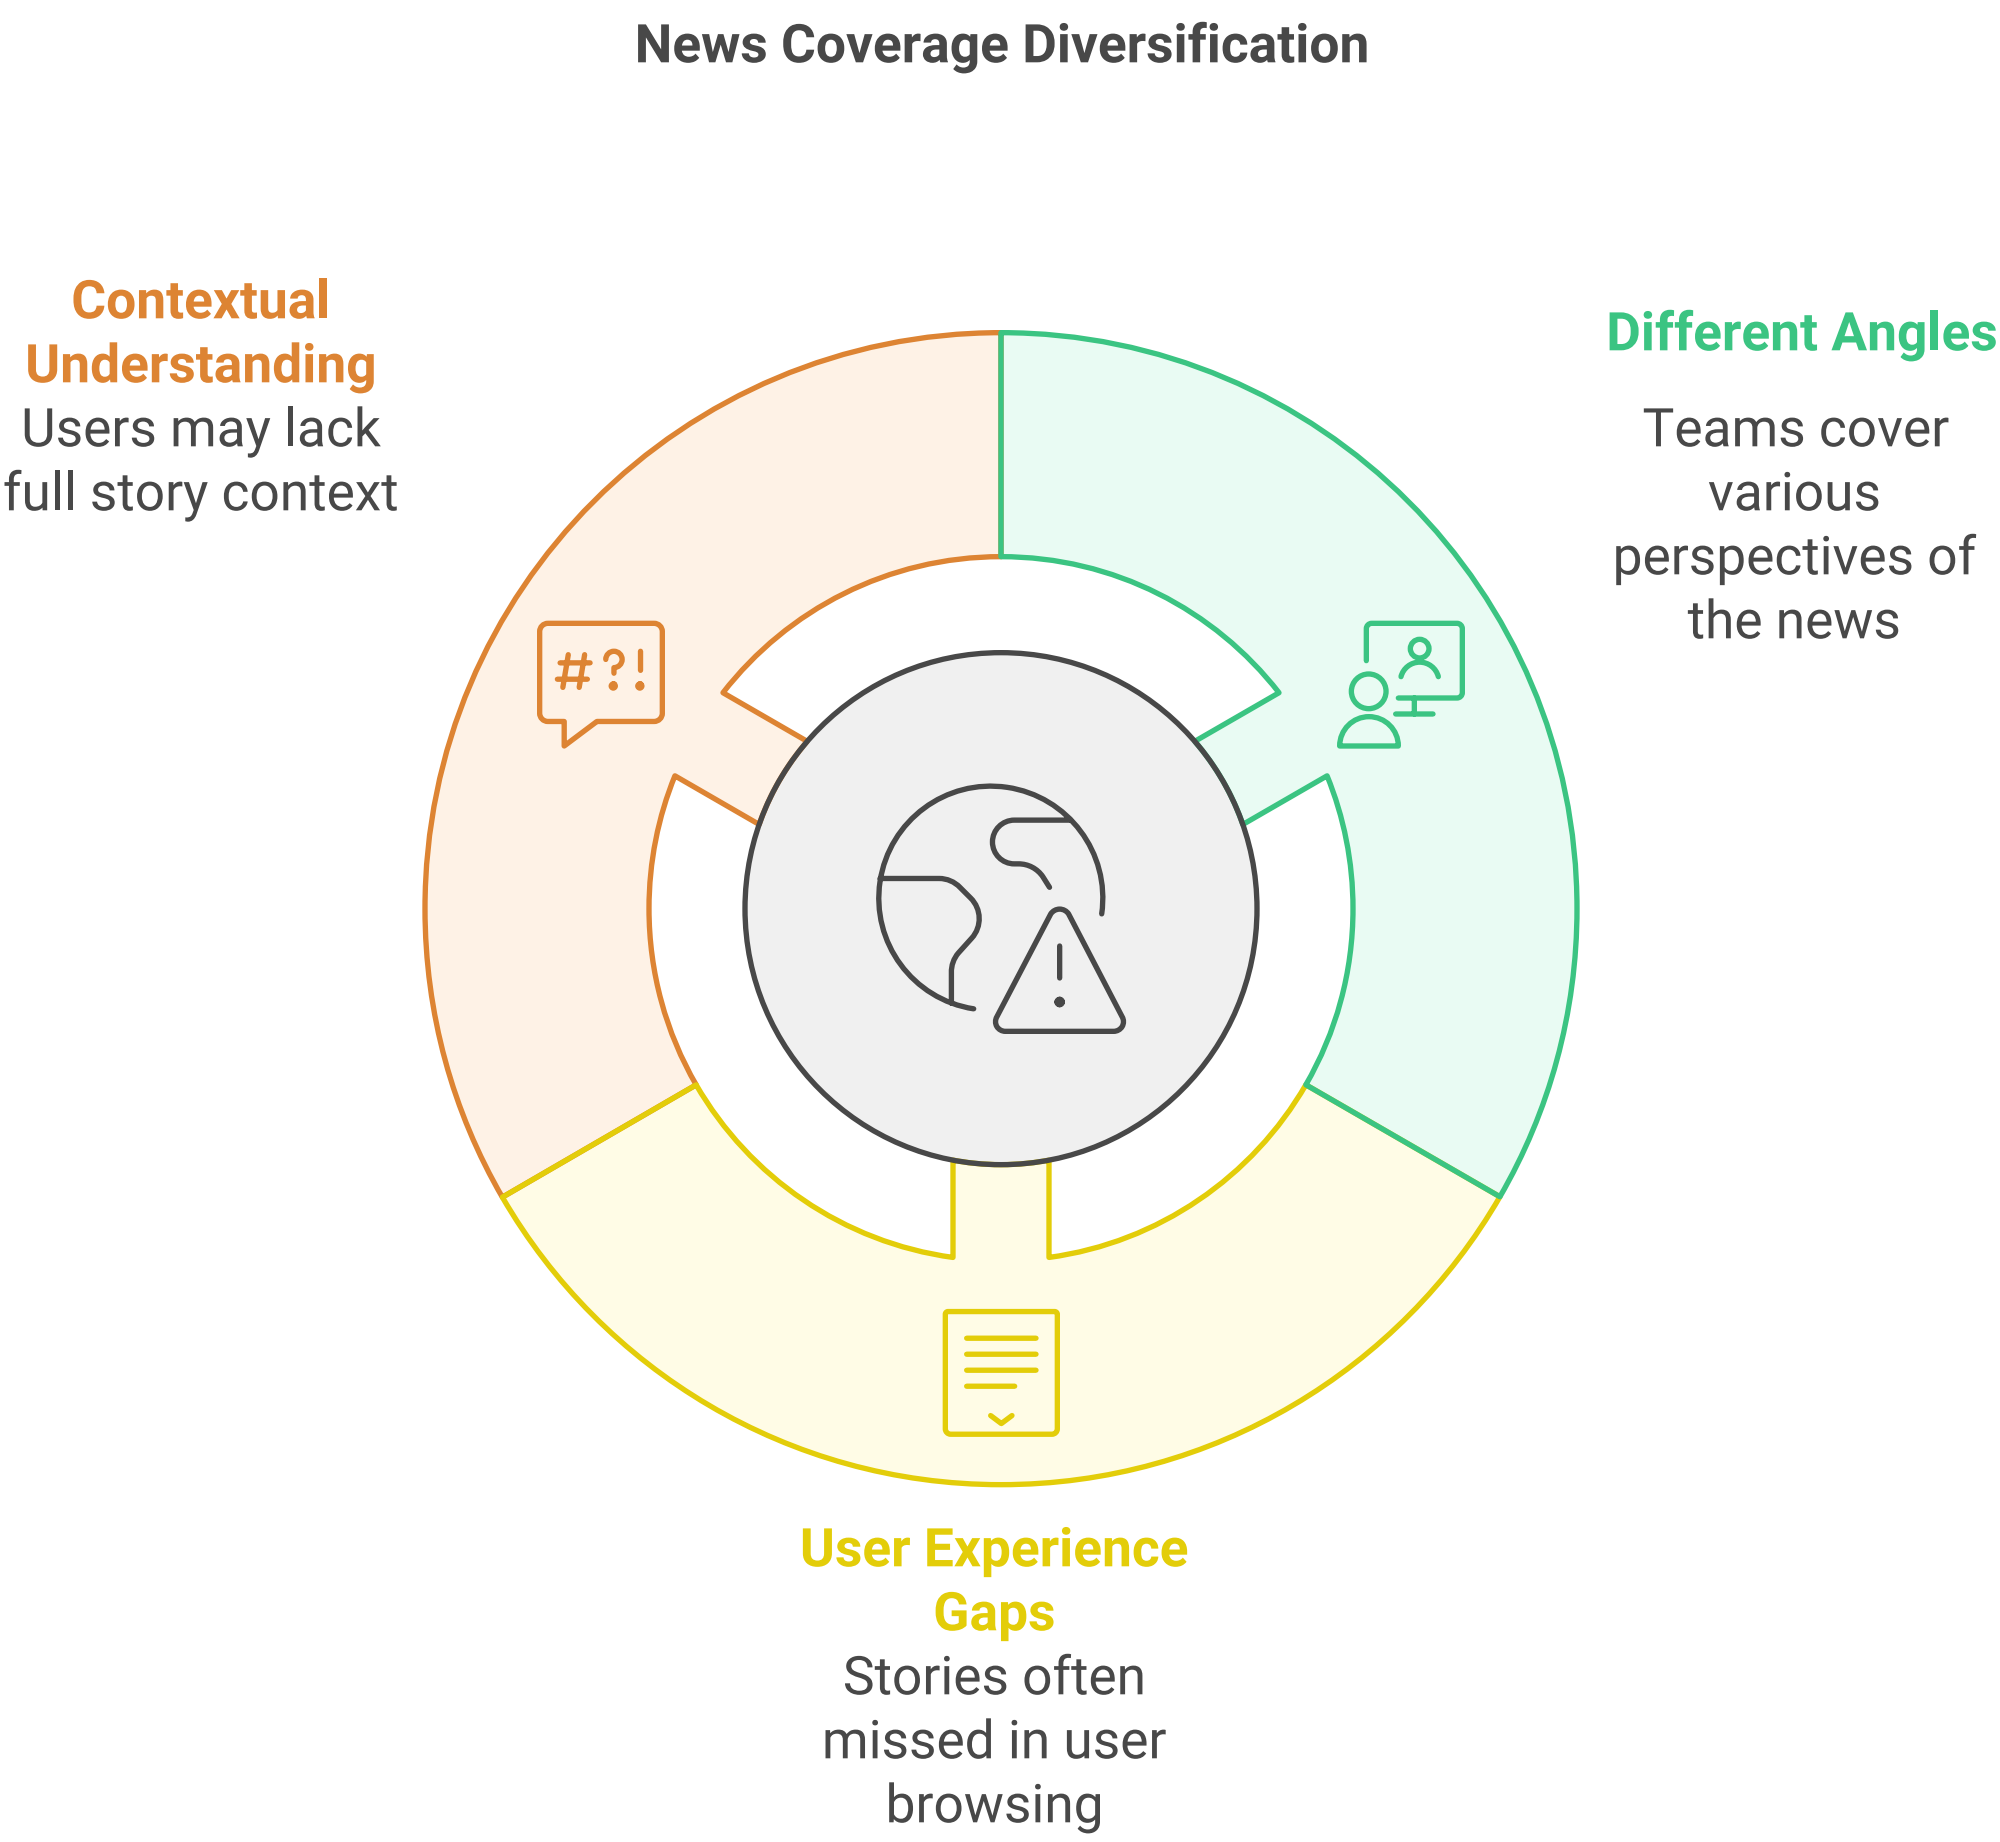 News Coverage Diversification
Contextual
Understanding
Users may lack
full story context
#?!
Different Angles
Teams cover
various
perspectives of
the news
User Experience
Gaps
Stories often
missed in user
browsing